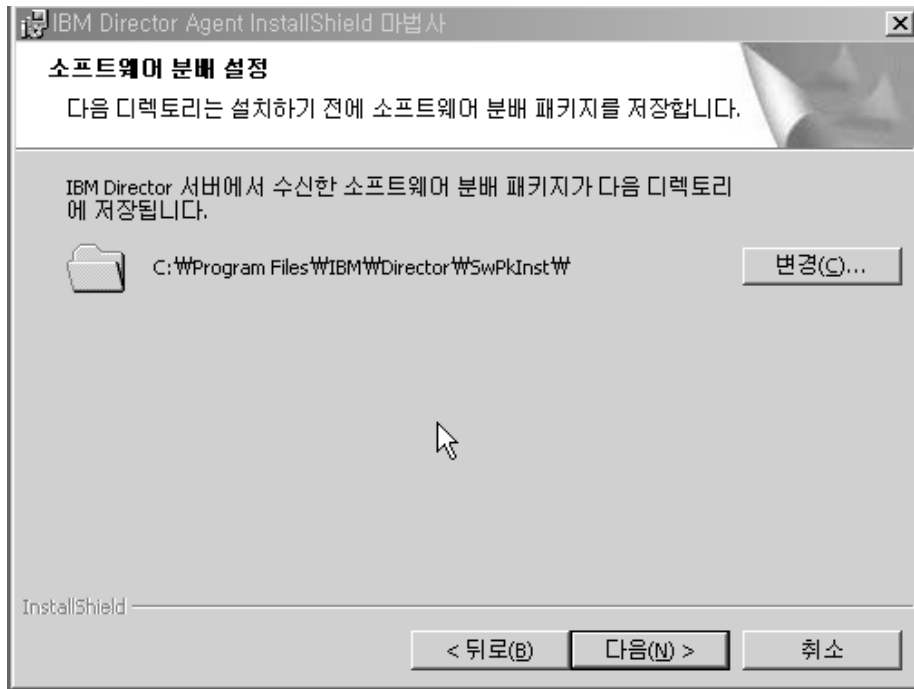 IBM Director Agent InstallShield 마법사
소프트웨어 분배 설정
다음 디렉토리는 설치하기 전에 소프트웨어 분배 패키지를 저장합니다.
IBM Director 서버에서 수신한 소프트웨어 분배 패키지가 다음 디렉토리
에 저장됩니다.
C:₩Program Files₩IBM₩Director₩SwPkInst₩
변경(C)...
InstallShield
< 뒤로(B)
다음(N) >
취소